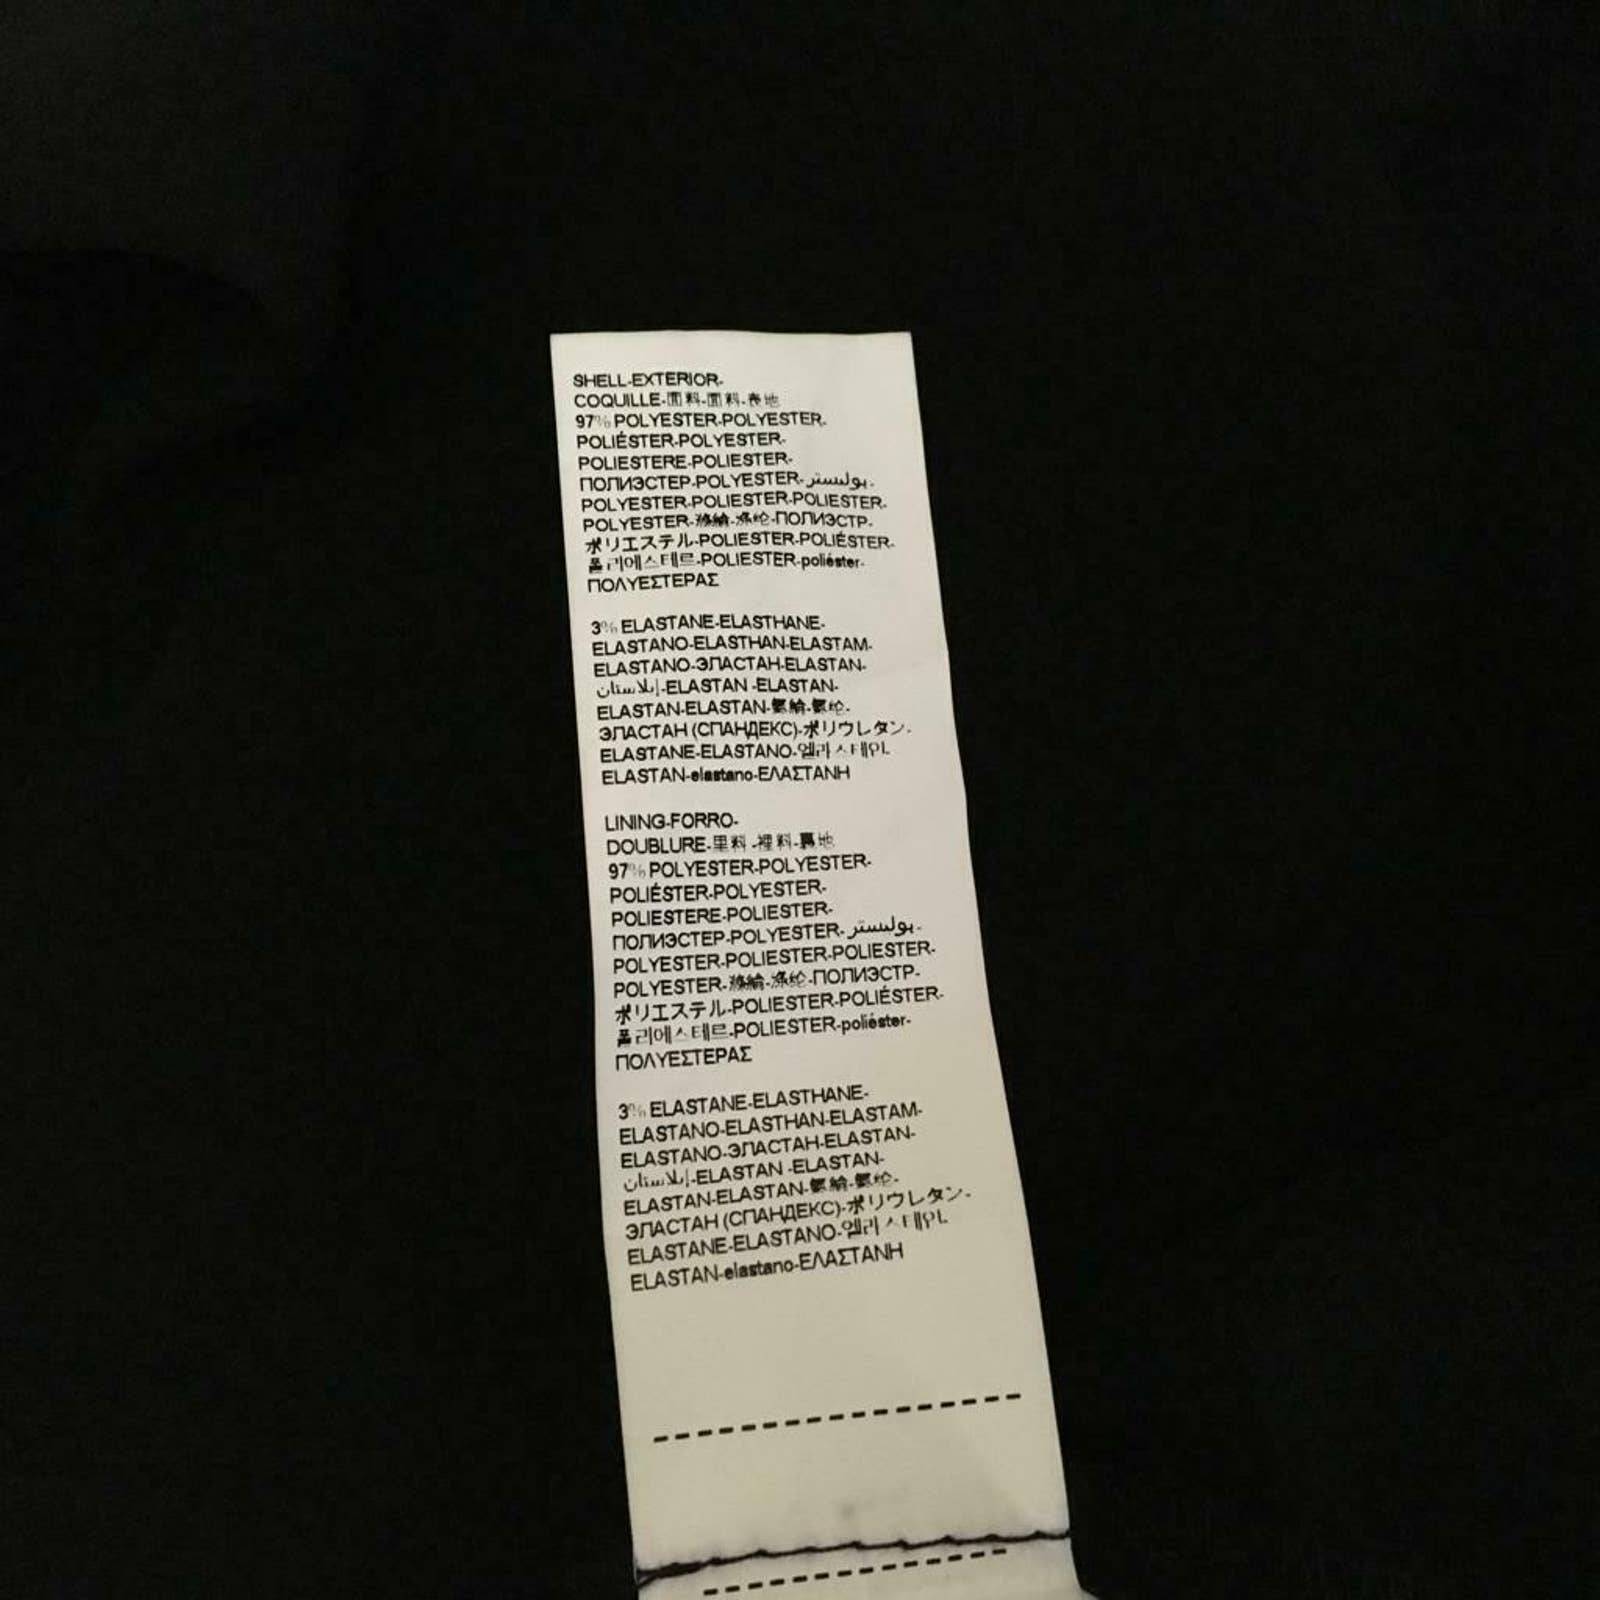 SHELL-EXTERIOR-
COQUILLE-面料-面料-表地
97% POLYESTER-POLYESTER-
POLIÉSTER-POLYESTER-
POLIESTERE-POLIESTER-
ПОЛИЭСТЕР-POLYESTER-بوليستر-
POLYESTER-POLIESTER-POLIESTER-
POLYESTER-滌綸-涤纶-ПОЛИЭСТР-
ポリエステル-POLIESTER-POLIÉSTER-
폴리에스테르-POLIESTER-poliéster-
ΠΟΛΥΕΣΤΕΡΑΣ
3% ELASTANE-ELASTHANE-
ELASTANO-ELASTHAN-ELASTAM-
ELASTANO-ЭЛАСТАН-ELASTAN-
إيلاستان-ELASTAN -ELASTAN-
ELASTAN-ELASTAN-氨綸-氨纶-
ЭЛАСТАН (СПАНДЕКС)-ポリウレタン-
ELASTANE-ELASTANO-엘라스테인-
ELASTAN-elastano-ΕΛΑΣΤΑΝΗ
LINING-FORRO-
DOUBLURE-里料-裡料-裏地
97% POLYESTER-POLYESTER-
POLIÉSTER-POLYESTER-
POLIESTERE-POLIESTER-
ПОЛИЭСТЕР-POLYESTER-بوليستر-
POLYESTER-POLIESTER-POLIESTER-
POLYESTER-滌綸-涤纶-ПОЛИЭСТР-
ポリエステル-POLIESTER-POLIÉSTER-
폴리에스테르-POLIESTER-poliéster-
ΠΟΛΥΕΣΤΕΡΑΣ
3% ELASTANE-ELASTHANE-
ELASTANO-ELASTHAN-ELASTAM-
ELASTANO-ЭЛАСТАН-ELASTAN-
إيلاستان-ELASTAN -ELASTAN-
ELASTAN-ELASTAN-氨綸-氨纶-
ЭЛАСТАН (СПАНДЕКС)-ポリウレタン-
ELASTANE-ELASTANO-엘라스테인-
ELASTAN-elastano-ΕΛΑΣΤΑΝΗ